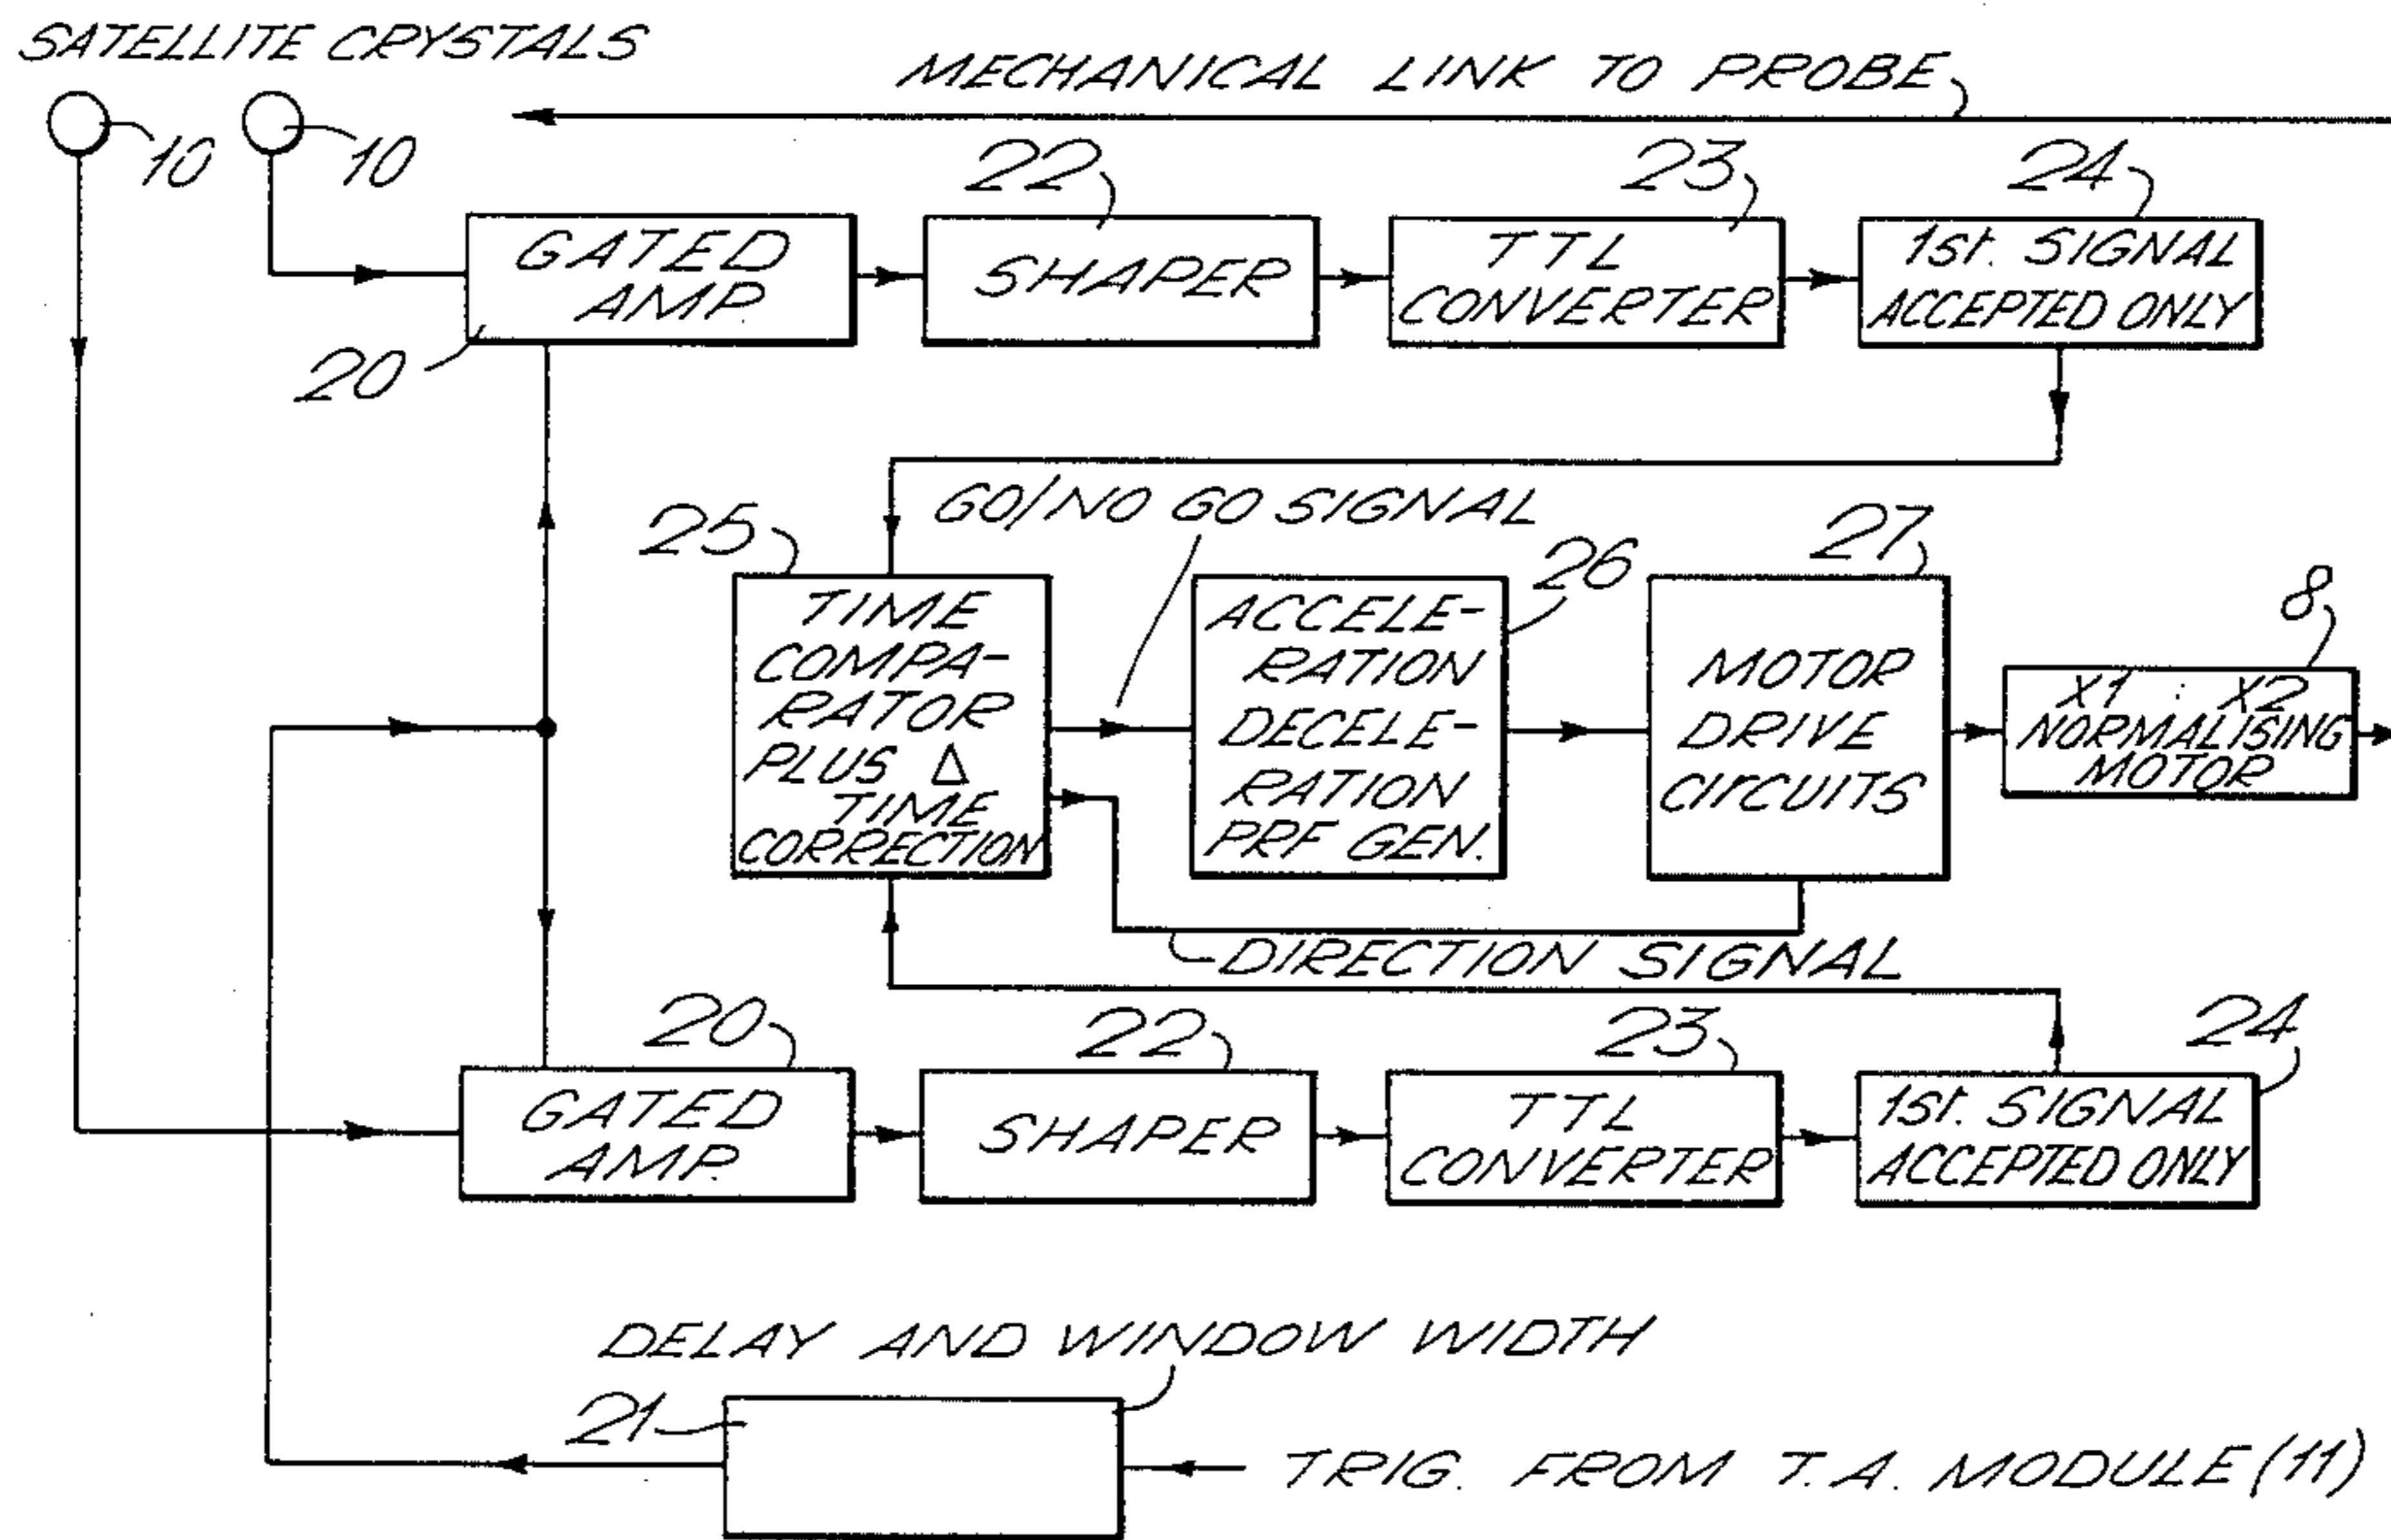 SATELLITE CRYSTALS
MECHANICAL LINK TO PROBE
10
10
22
23
24
GATED
AMP.
SHAPER
TTL
CONVERTER
1st. SIGNAL
ACCEPTED ONLY
20
GO/NO GO SIGNAL
25
26
27
8
TIME
COMPA-
RATOR
PLUS Δ
TIME
CORRECTION
ACCELE-
RATION
DECELE-
RATION
PRF GEN.
MOTOR
DRIVE
CIrCUITS
X1 : X2
NORMALISING
MOTOR
DIRECTION SIGNAL
20
22
23
24
GATED
AMP.
SHAPER
TTL
CONVERTER
1st. SIGNAL
ACCEPTED ONLY
DELAY AND WINDOW WIDTH
21
TRIG. FROM T.A. MODULE (11)